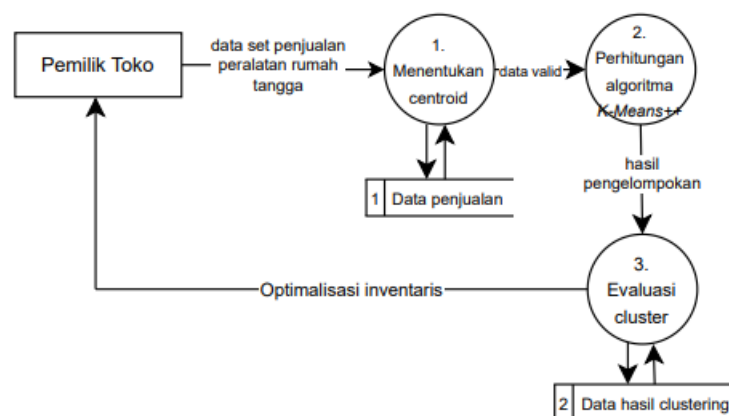 Pemilik Toko
data set penjualan
peralatan rumah
tangga
1.
Menentukan
centroid
data valid
2.
Perhitungan
algoritma
K-Means++
1 Data penjualan
hasil
pengelompokan
3.
Evaluasi
cluster
Optimalisasi inventaris
2 Data hasil clustering